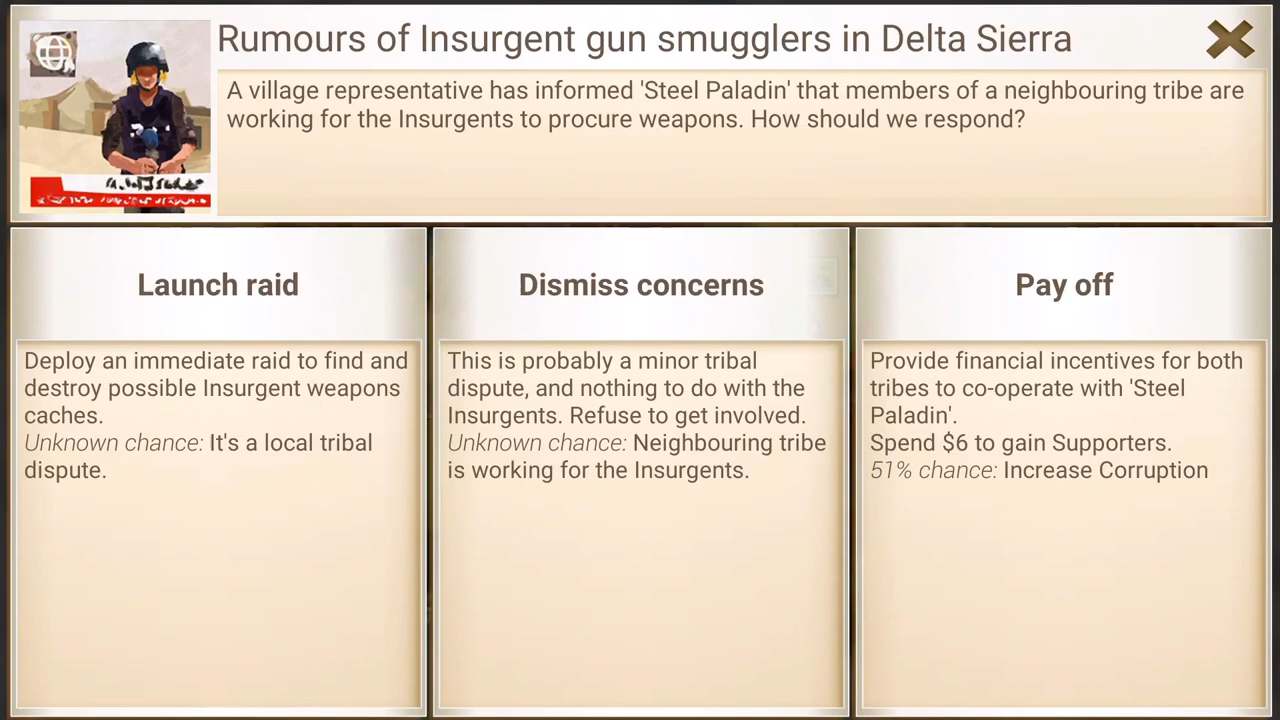 Rumours of Insurgent gun smugglers in Delta Sierra
A village representative has informed 'Steel Paladin' that members of a neighbouring tribe are
working for the Insurgents to procure weapons. How should we respond?
Launch raid
Deploy an immediate raid to find and
destroy possible Insurgent weapons
caches.
Unknown chance: It's a local tribal
dispute.
Dismiss concerns
This is probably a minor tribal
dispute, and nothing to do with the
Insurgents. Refuse to get involved.
Unknown chance: Neighbouring tribe
is working for the Insurgents.
Pay off
Provide financial incentives for both
tribes to co-operate with 'Steel
Paladin'.
Spend $6 to gain Supporters.
51% chance: Increase Corruption